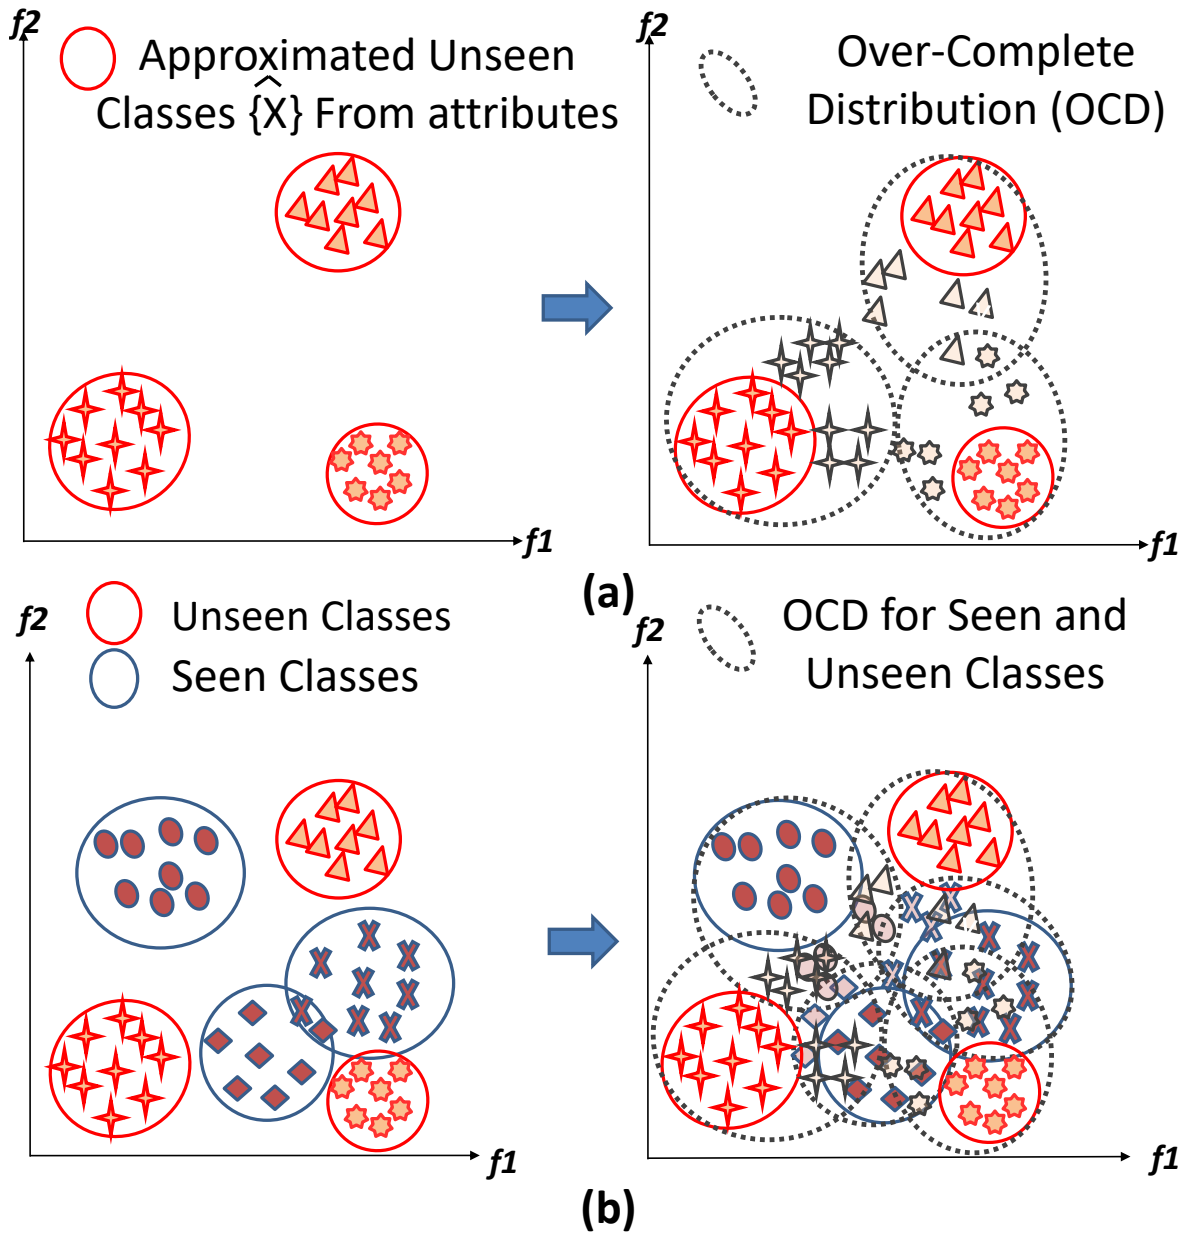 f2
Approximated Unseen
Classes {X̂} From attributes
f1
f2
Over-Complete
Distribution (OCD)
f1
(a)
f2
Unseen Classes
Seen Classes
f1
f2
OCD for Seen and
Unseen Classes
f1
(b)